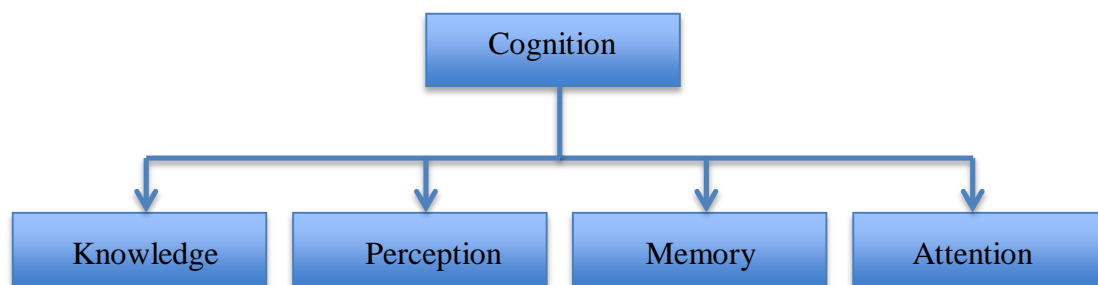 Cognition
Knowledge
Perception
Memory
Attention